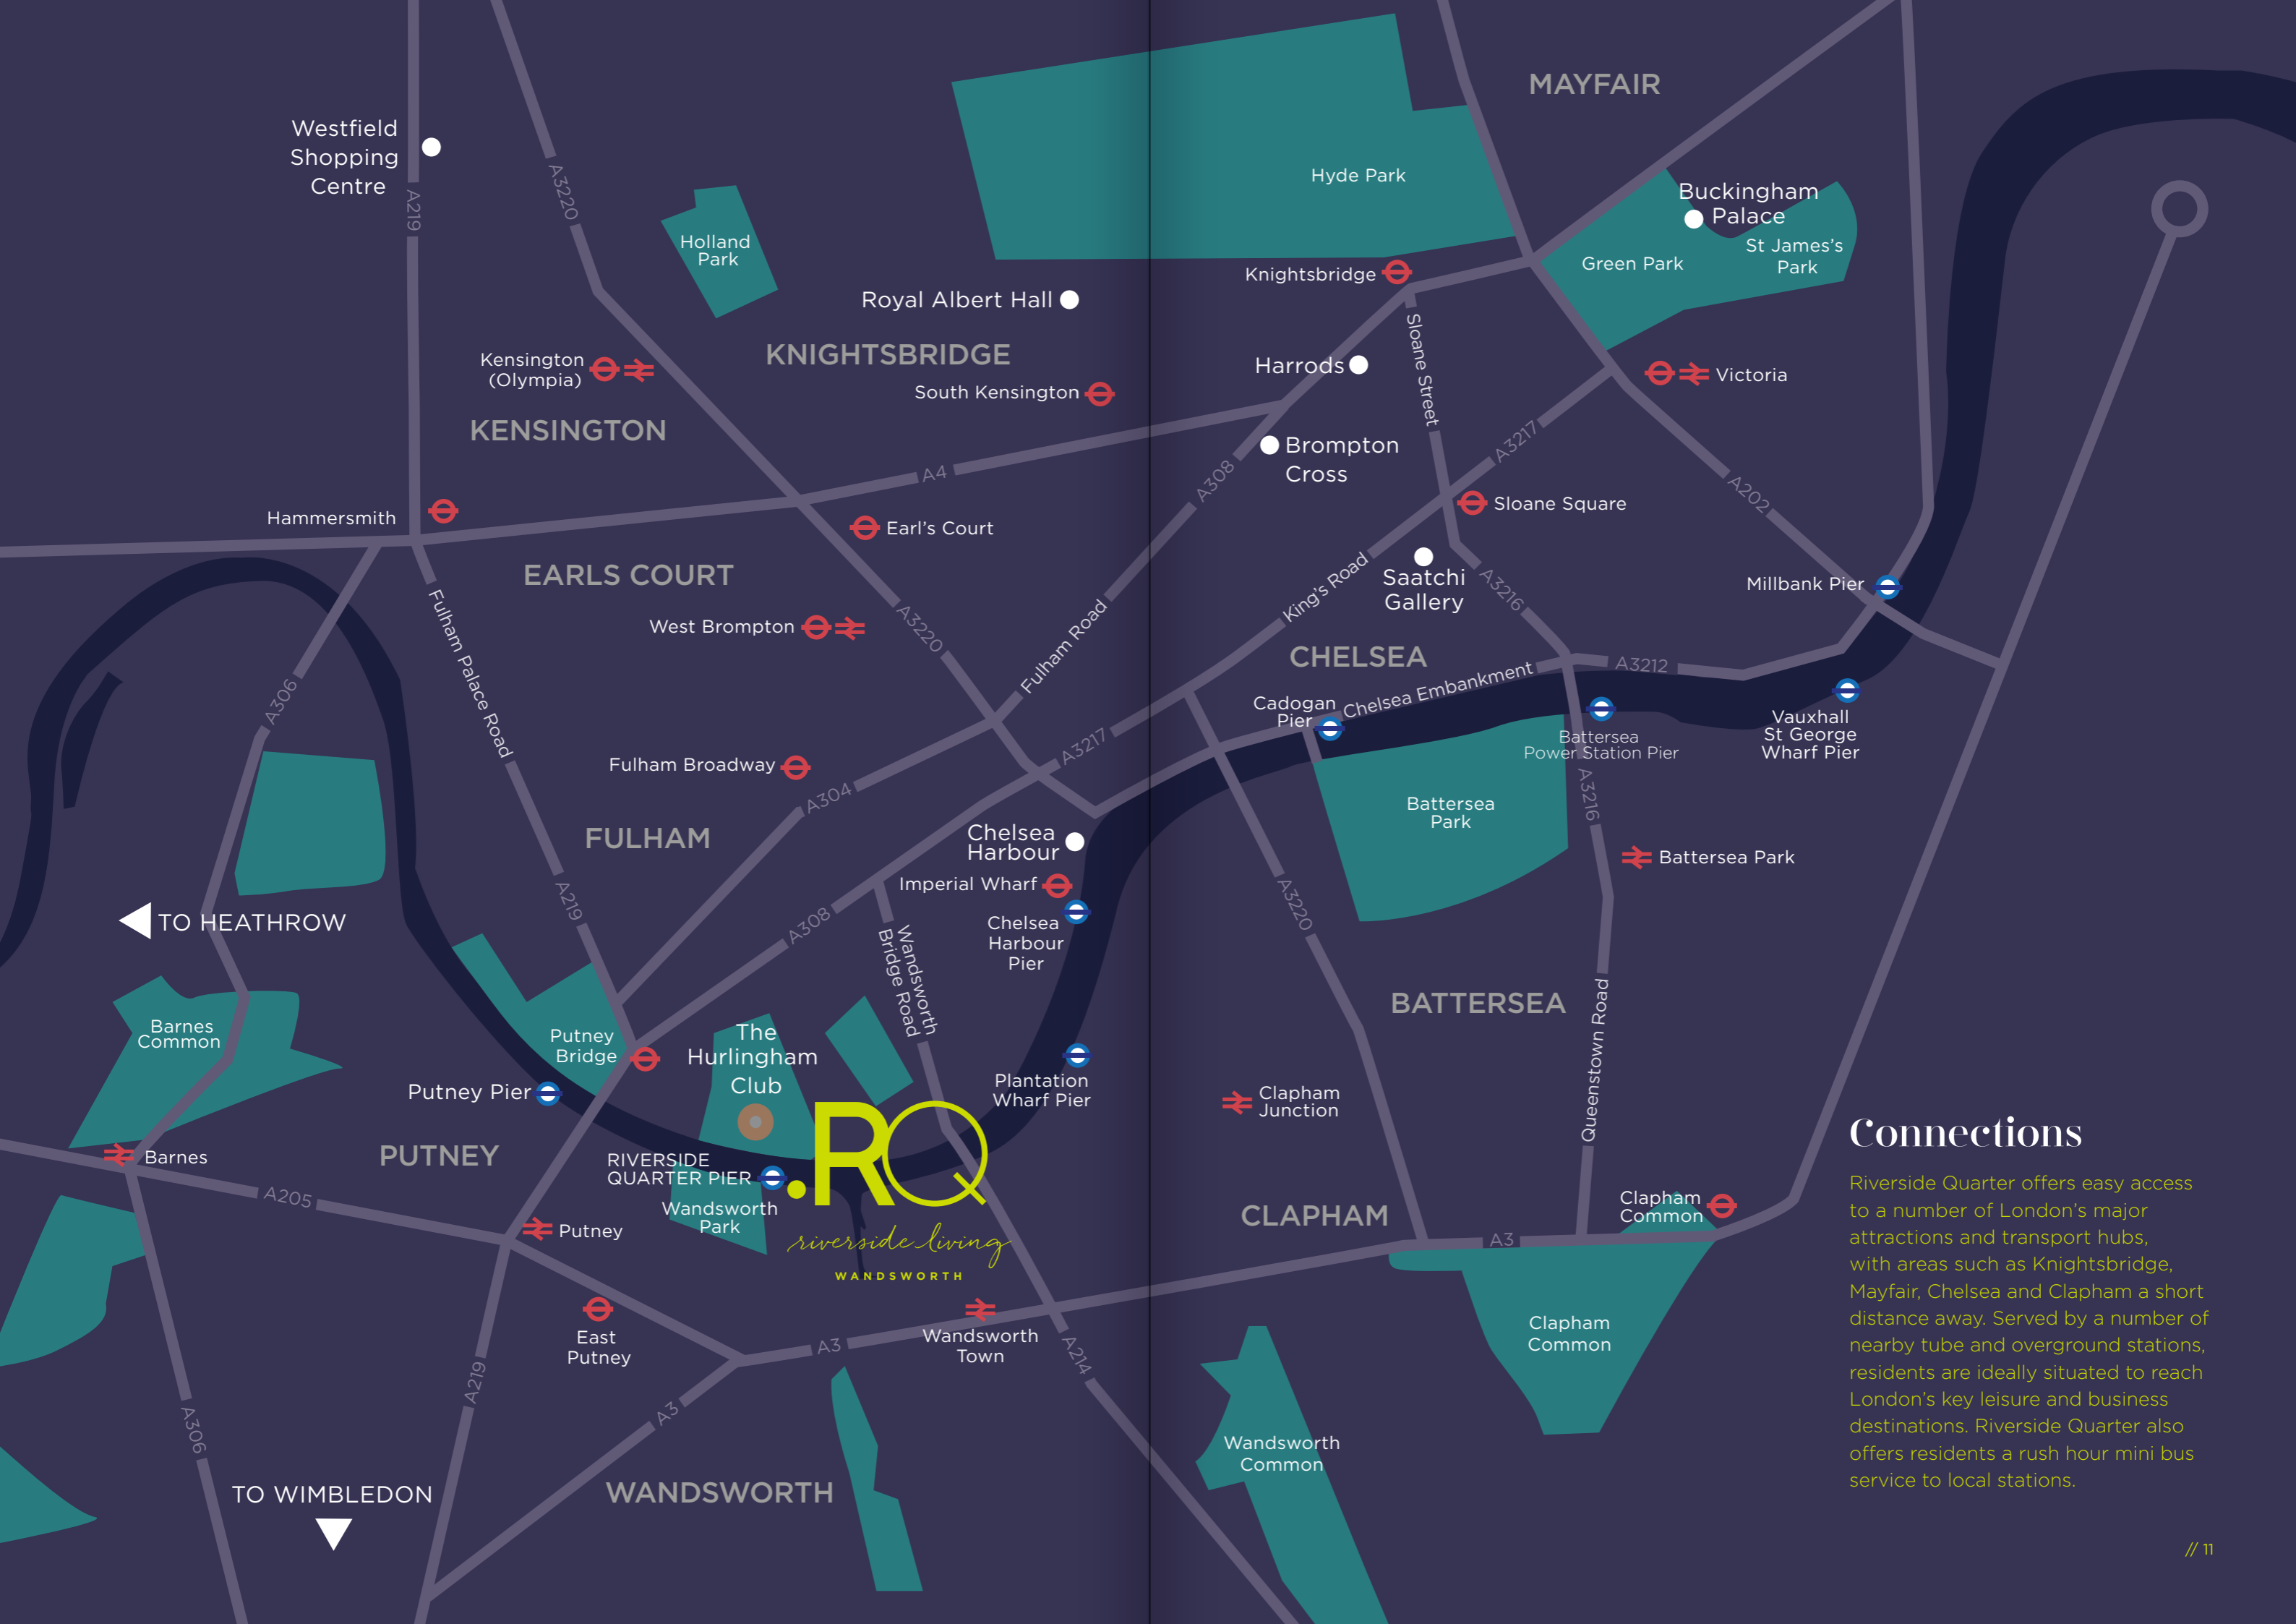 MAYFAIR
Westfield
Shopping
Centre
A219
A3220
Hyde Park
Buckingham
Palace
Holland
Park
St James's
Park
Green Park
Knightsbridge
Royal Albert Hall
Sloane Street
KNIGHTSBRIDGE
Kensington
(Olympia)
Harrods
Victoria
South Kensington
KENSINGTON
A3217
Brompton
Cross
A4
A308
A202
Sloane Square
Hammersmith
Earl's Court
EARLS COURT
King's Road
Saatchi
Gallery
A3216
Millbank Pier
Fulham Palace Road
West Brompton
A3220
Fulham Road
CHELSEA
A3212
Chelsea Embankment
A306
Cadogan
Pier
Vauxhall
St George
Wharf Pier
Battersea
Power Station Pier
A3217
Fulham Broadway
A304
A3216
Battersea
Park
FULHAM
Chelsea
Harbour
Battersea Park
Imperial Wharf
A219
A3220
A308
TO HEATHROW
Chelsea
Harbour
Pier
Wandsworth
Bridge Road
BATTERSEA
Queenstown Road
Barnes
Common
Putney
Bridge
The
Hurlingham
Club
Putney Pier
Plantation
Wharf Pier
Clapham
Junction
.RQ
riverside living
WANDSWORTH
PUTNEY
Barnes
RIVERSIDE
QUARTER PIER
A205
Wandsworth
Park
Putney
CLAPHAM
Clapham
Common
A3
East
Putney
A3
Wandsworth
Town
A214
Clapham
Common
A219
A3
A306
Wandsworth
Common
TO WIMBLEDON
WANDSWORTH
Connections
Riverside Quarter offers easy access
to a number of London's major
attractions and transport hubs,
with areas such as Knightsbridge,
Mayfair, Chelsea and Clapham a short
distance away. Served by a number of
nearby tube and overground stations,
residents are ideally situated to reach
London's key leisure and business
destinations. Riverside Quarter also
offers residents a rush hour mini bus
service to local stations.
// 11